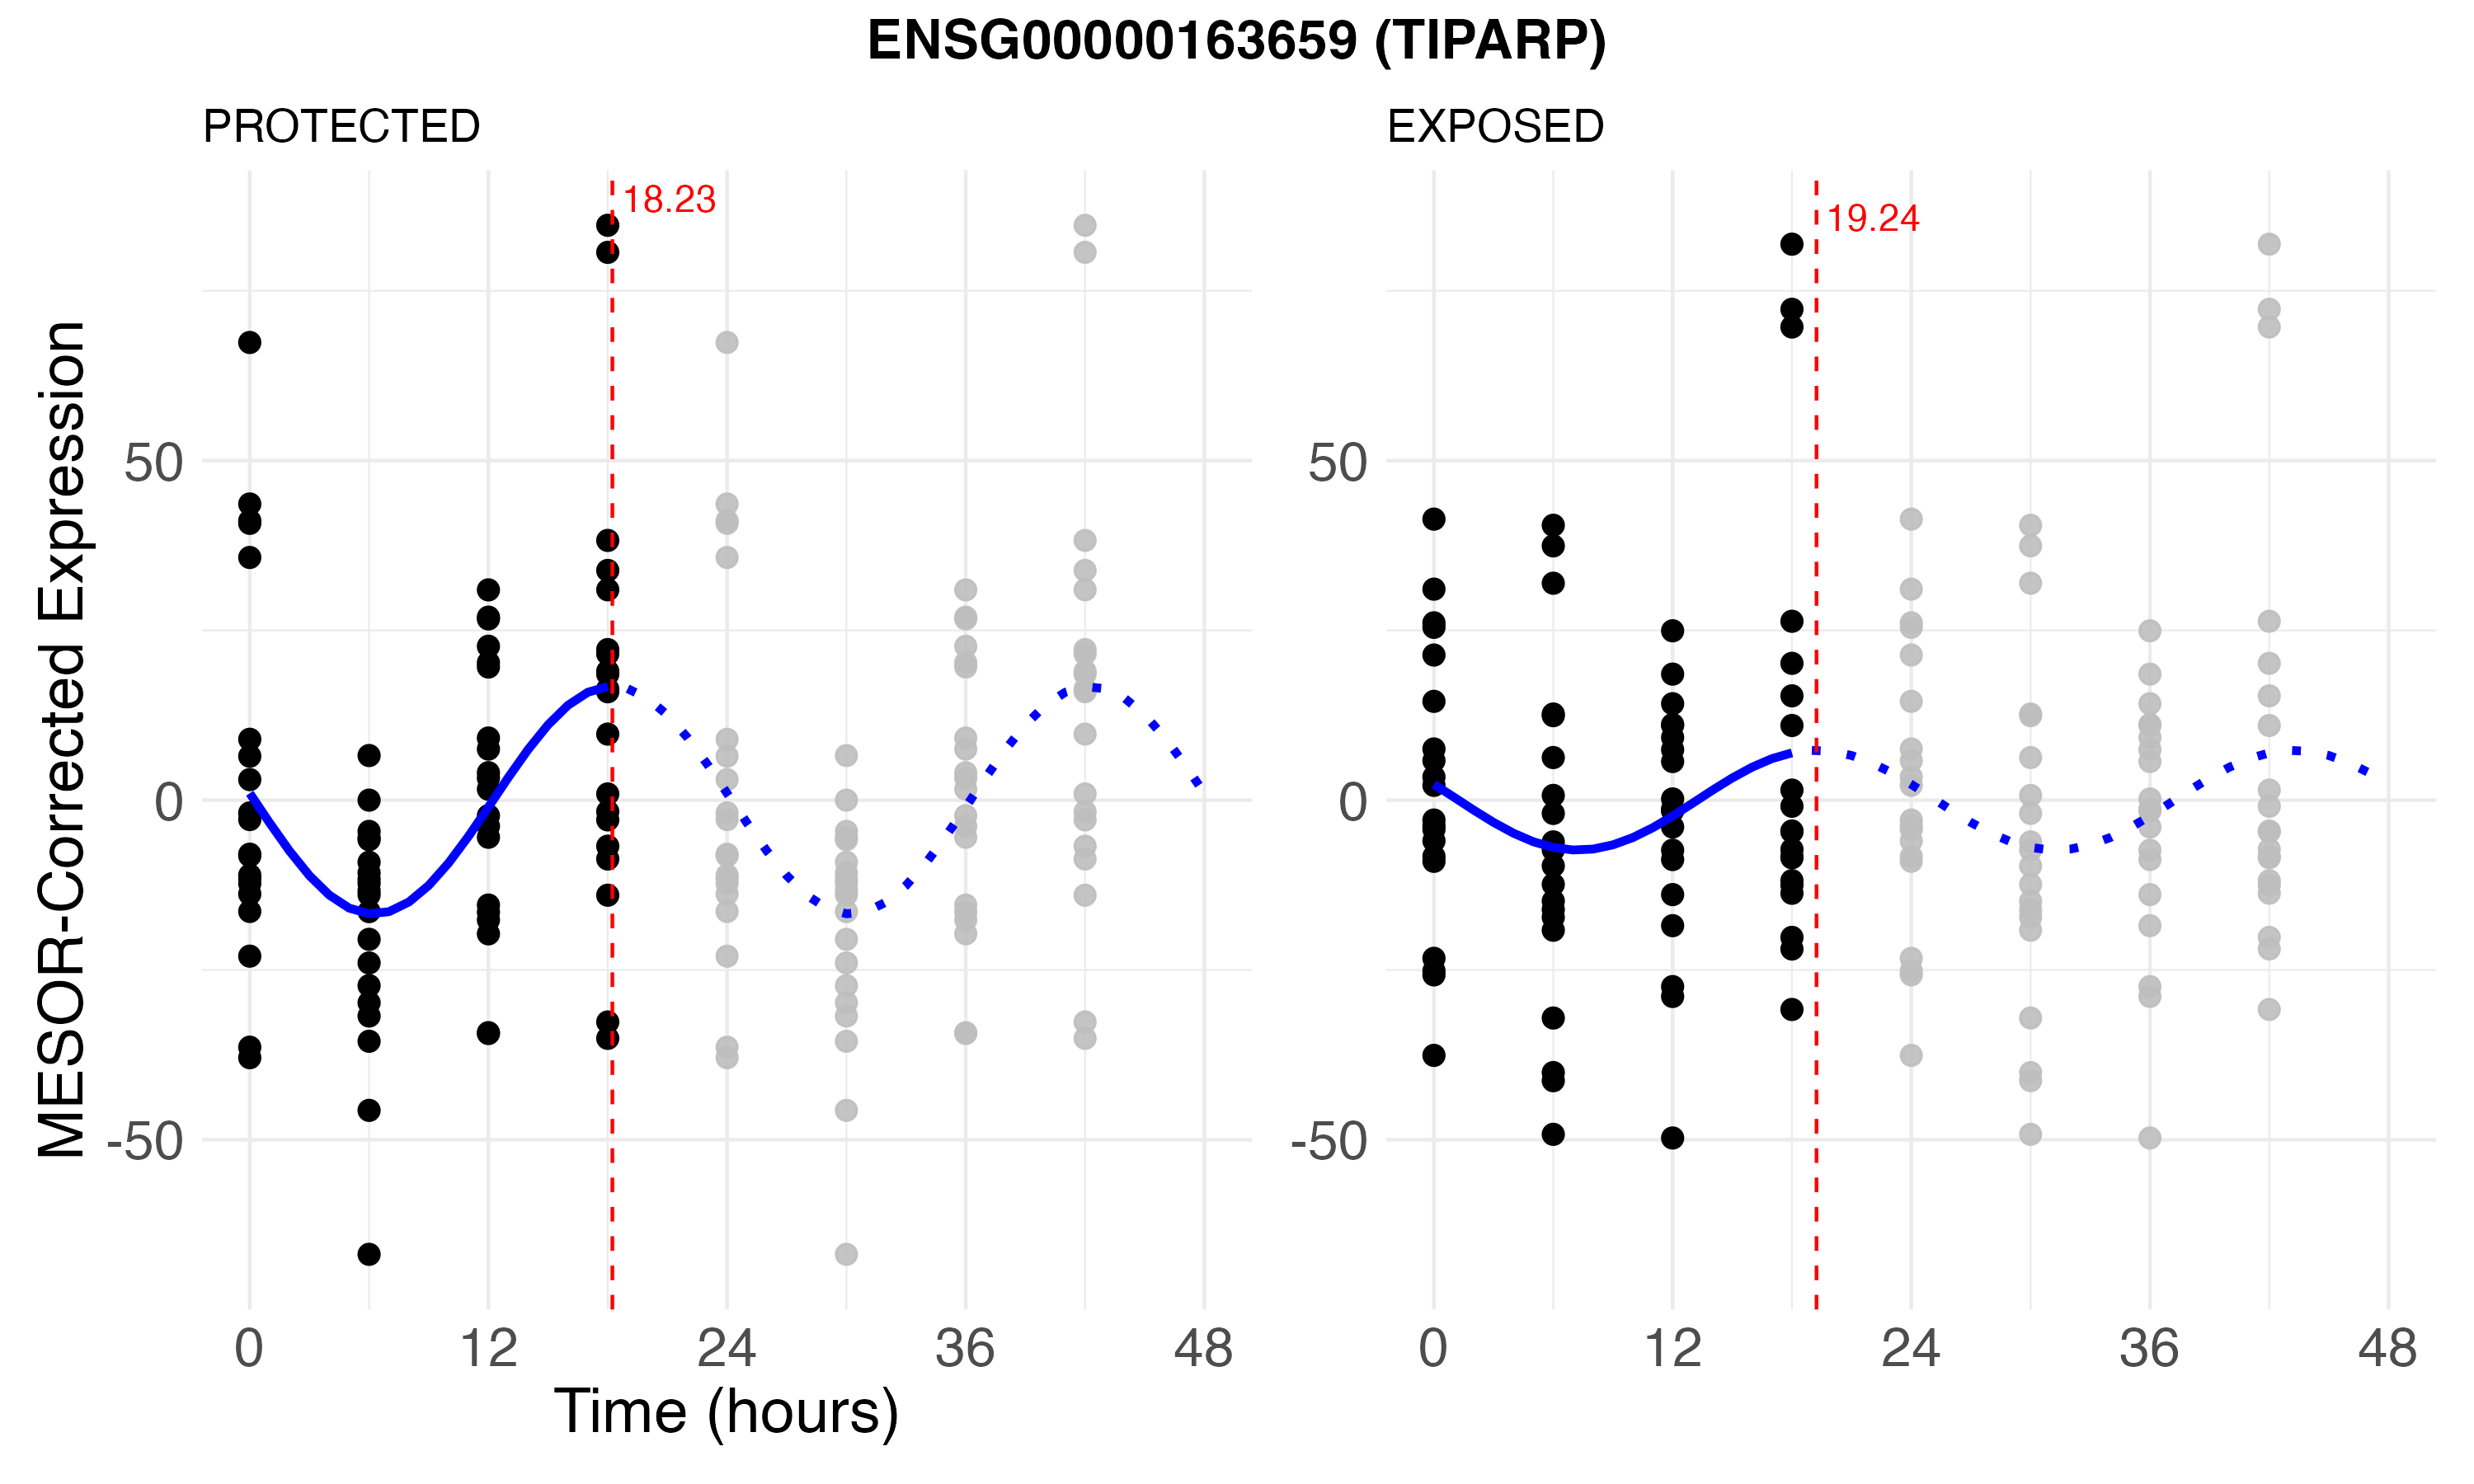 ENSG00000163659 (TIPARP)
PROTECTED
EXPOSED
18.23
19.24
MESOR-Corrected Expression
50
0
-50
50
0
-50
0 12 24 36 48
0 12 24 36 48
Time (hours)